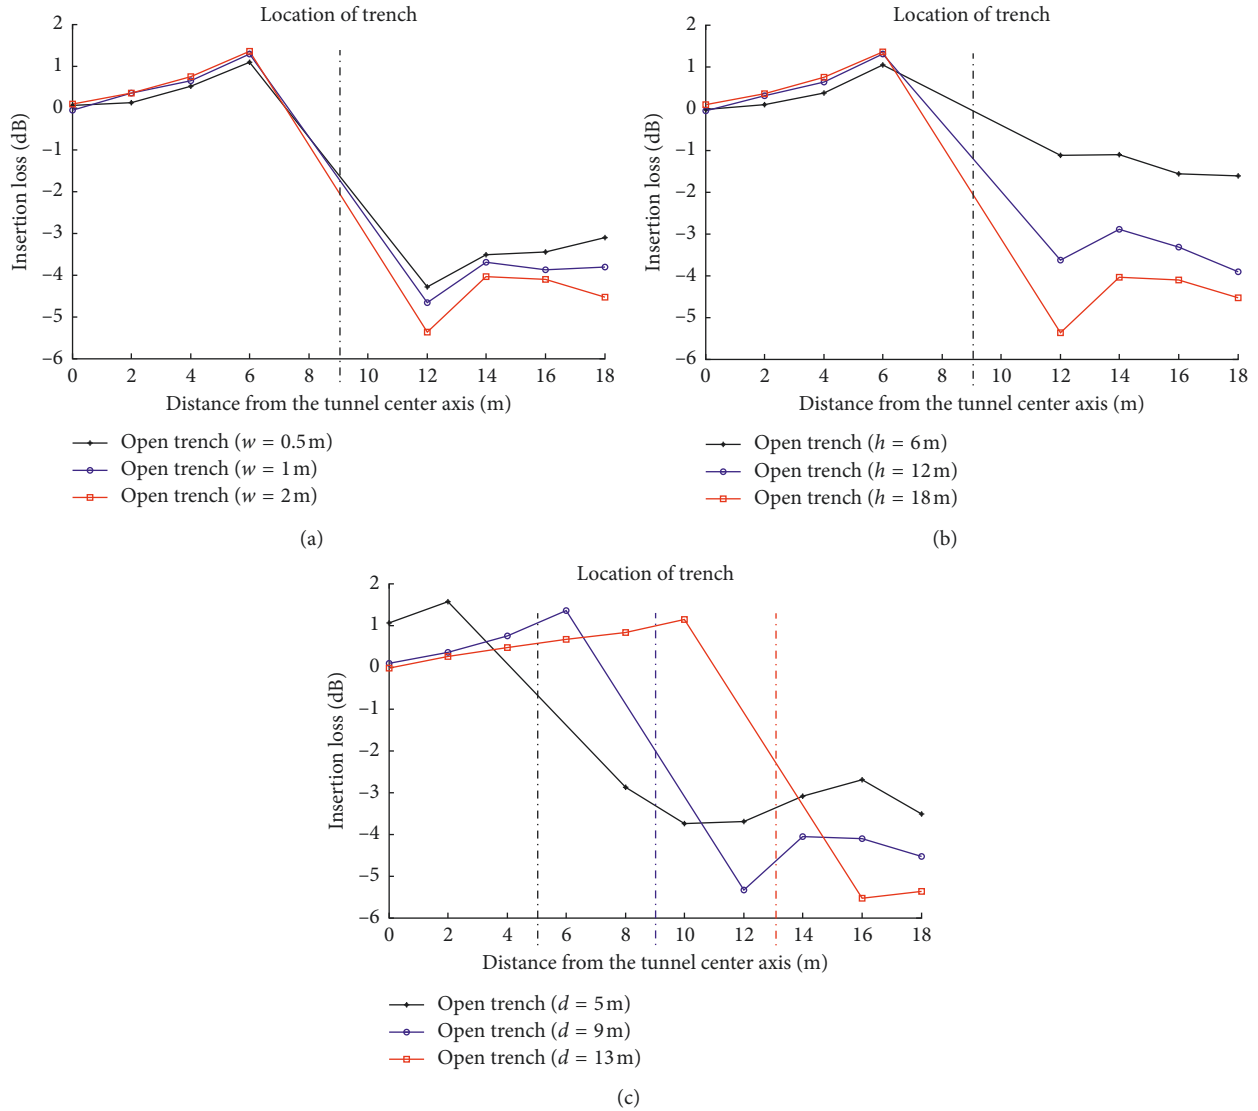 Location of trench
2
1
0
–1
–2
–3
–4
–5
–6
Insertion loss (dB)
0 2 4 6 8 10 12 14 16 18
Distance from the tunnel center axis (m)
Open trench (w = 0.5 m)
Open trench (w = 1 m)
Open trench (w = 2 m)
(a)
Location of trench
2
1
0
–1
–2
–3
–4
–5
–6
Insertion loss (dB)
0 2 4 6 8 10 12 14 16 18
Distance from the tunnel center axis (m)
Open trench (h = 6 m)
Open trench (h = 12 m)
Open trench (h = 18 m)
(b)
Location of trench
2
1
0
–1
–2
–3
–4
–5
–6
Insertion loss (dB)
0 2 4 6 8 10 12 14 16 18
Distance from the tunnel center axis (m)
Open trench (d = 5 m)
Open trench (d = 9 m)
Open trench (d = 13 m)
(c)